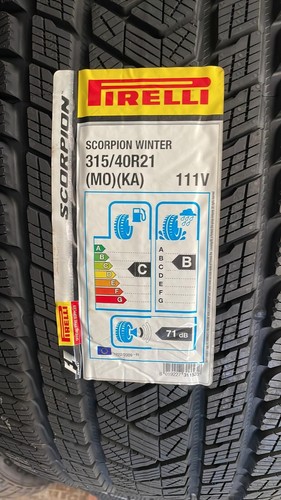 SCORPION
PIRELLI
SCORPION WINTER
315/40R21
(MO)(KA) 111V
A
B
C
D
E
F
G
C
A
B
C
D
E
F
G
B
71 dB
PIRELLI